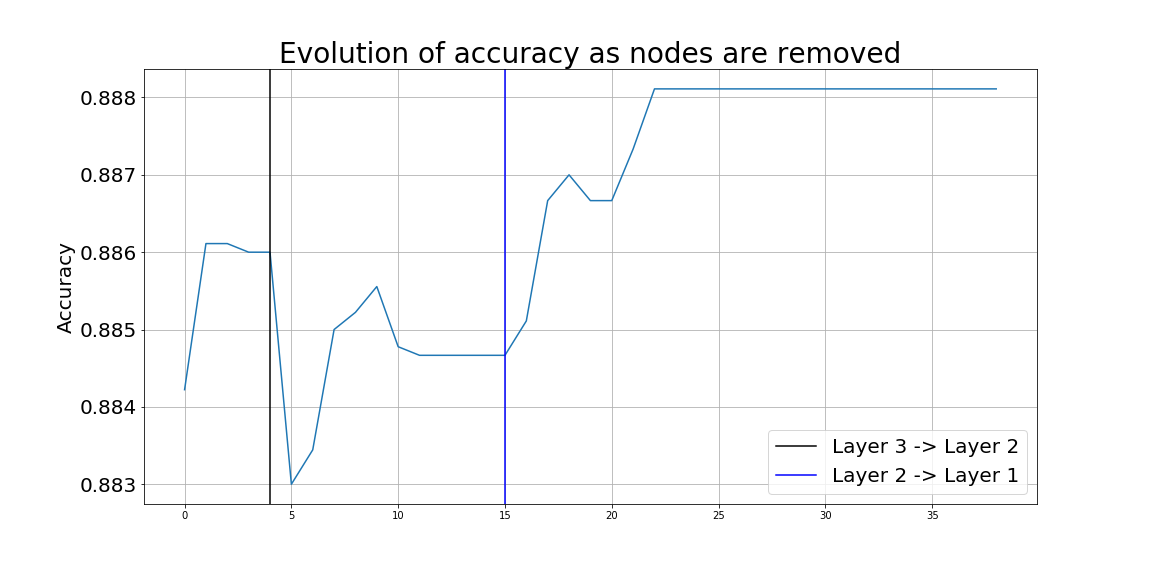 Evolution of accuracy as nodes are removed
Accuracy
0.888
0.887
0.886
0.885
0.884
0.883
0 5 10 15 20 25 30 35
Layer 3 -> Layer 2
Layer 2 -> Layer 1